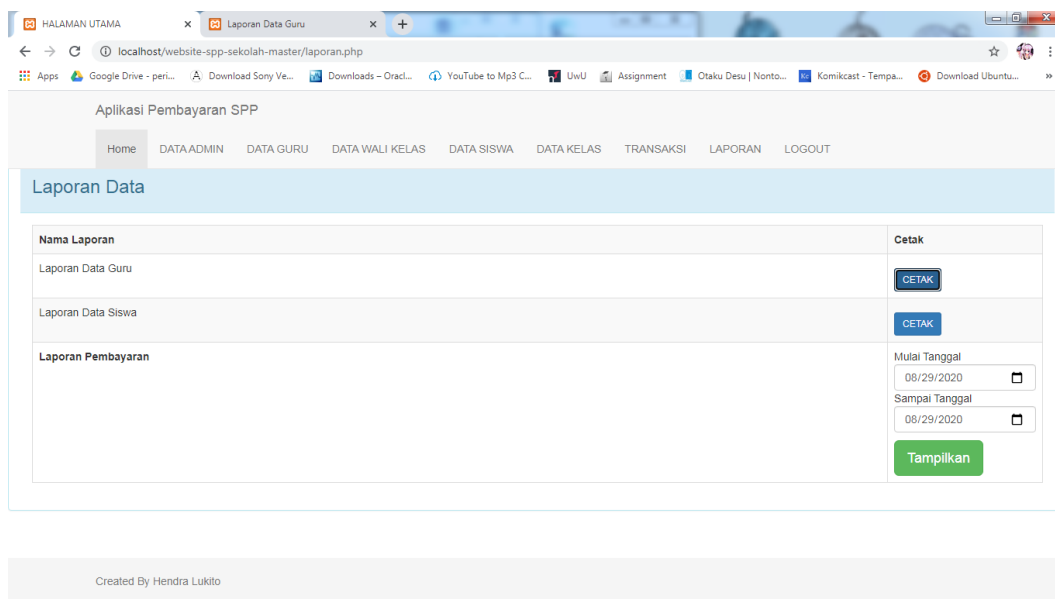 HALAMAN UTAMA
Laporan Data Guru
localhost/website-spp-sekolah-master/laporan.php
Apps Google Drive - peri... Download Sony Ve... Downloads – Oracl... YouTube to Mp3 C... UwU Assignment Otaku Desu | Nonto... Komikcast - Tempa... Download Ubuntu... »
Aplikasi Pembayaran SPP
Home DATA ADMIN DATA GURU DATA WALI KELAS DATA SISWA DATA KELAS TRANSAKSI LAPORAN LOGOUT
Laporan Data
Nama Laporan Cetak
Laporan Data Guru CETAK
Laporan Data Siswa CETAK
Laporan Pembayaran Mulai Tanggal
08/29/2020
Sampai Tanggal
08/29/2020
Tampilkan
Created By Hendra Lukito